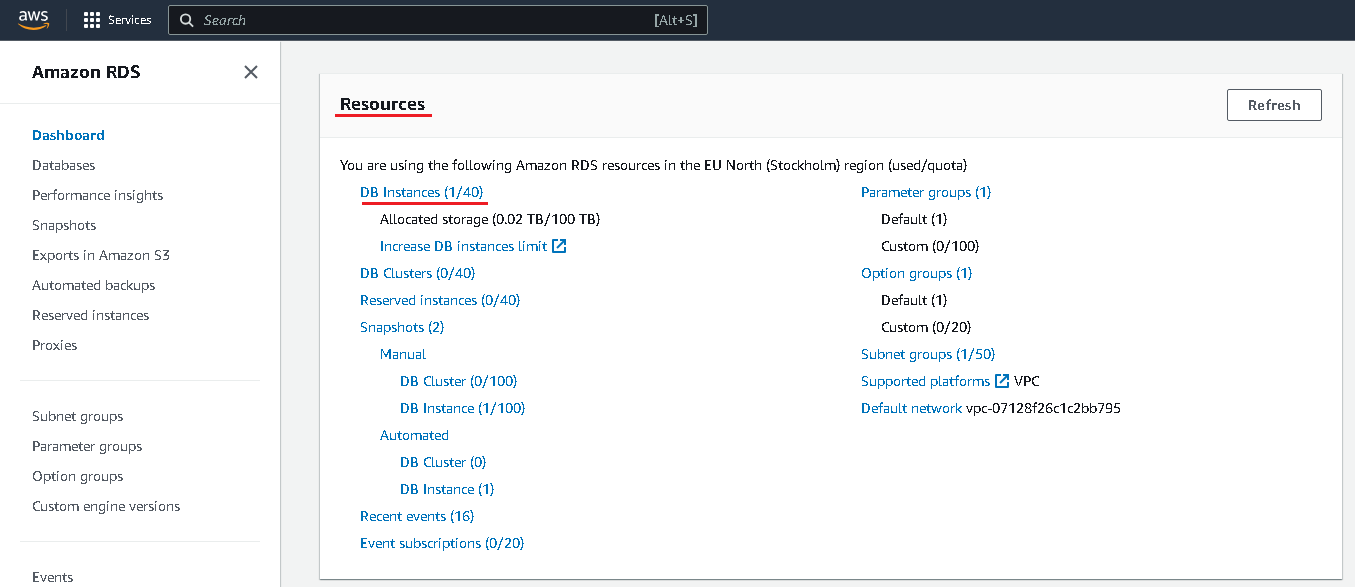 aws
Services
Search
[Alt+S]
Amazon RDS
Dashboard
Databases
Performance insights
Snapshots
Exports in Amazon S3
Automated backups
Reserved instances
Proxies
Subnet groups
Parameter groups
Option groups
Custom engine versions
Events
Resources
Refresh
You are using the following Amazon RDS resources in the EU North (Stockholm) region (used/quota)
DB Instances (1/40)
Allocated storage (0.02 TB/100 TB)
Increase DB instances limit
DB Clusters (0/40)
Reserved instances (0/40)
Snapshots (2)
Manual
DB Cluster (0/100)
DB Instance (1/100)
Automated
DB Cluster (0)
DB Instance (1)
Recent events (16)
Event subscriptions (0/20)
Parameter groups (1)
Default (1)
Custom (0/100)
Option groups (1)
Default (1)
Custom (0/20)
Subnet groups (1/50)
Supported platforms VPC
Default network vpc-07128f26c1c2bb795